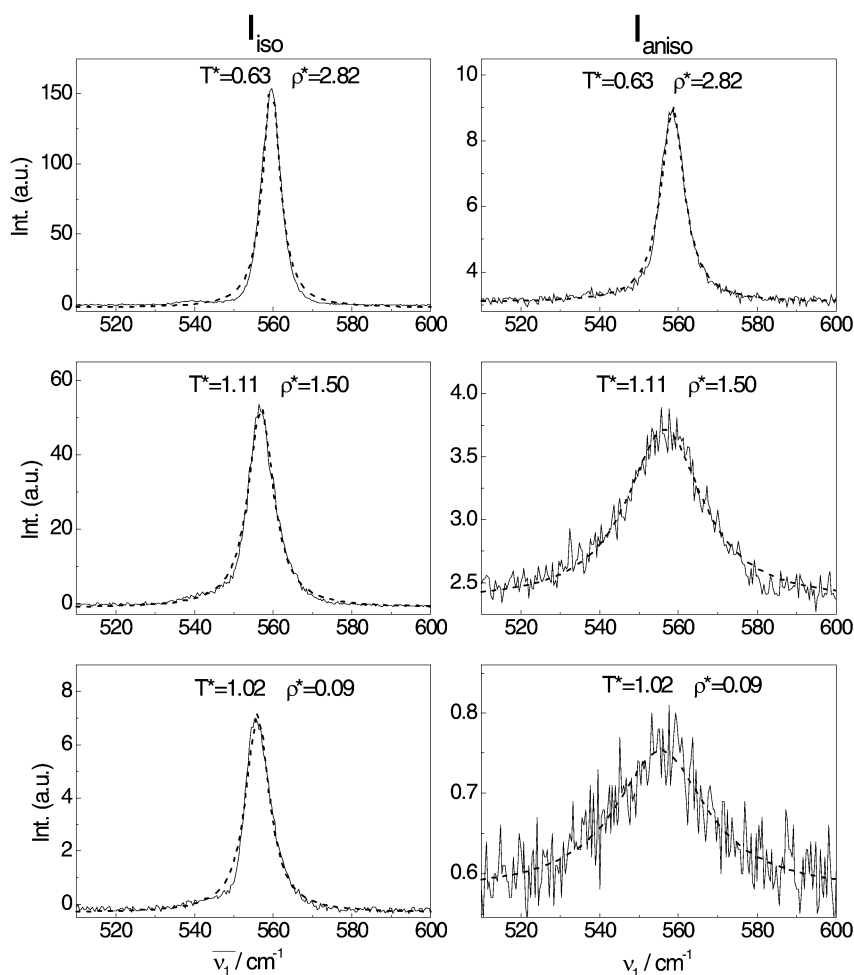 I_iso
I_aniso
T*=0.63 ρ*=2.82
150
100
50
0
Int. (a.u.)
520 540 560 580 600
T*=0.63 ρ*=2.82
10
8
6
4
520 540 560 580 600
T*=1.11 ρ*=1.50
60
40
20
0
Int. (a.u.)
520 540 560 580 600
T*=1.11 ρ*=1.50
4.0
3.5
3.0
2.5
520 540 560 580 600
T*=1.02 ρ*=0.09
8
6
4
2
0
Int. (a.u.)
520 540 560 580 600
ν̅₁ / cm⁻¹
T*=1.02 ρ*=0.09
0.8
0.7
0.6
520 540 560 580 600
ν₁ / cm⁻¹